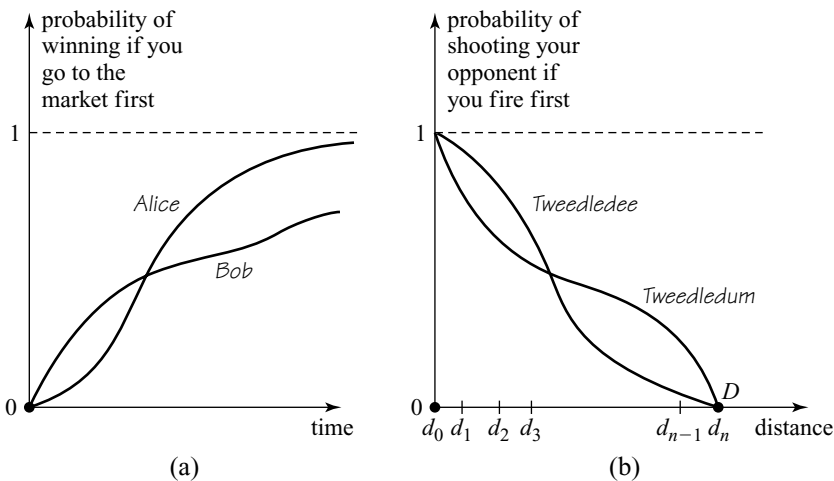 probability of
winning if you
go to the
market first
1
Alice
Bob
0
time
(a)
probability of
shooting your
opponent if
you fire first
1
Tweedledee
Tweedledum
D
0
d0 d1 d2 d3 dn−1 dn distance
(b)